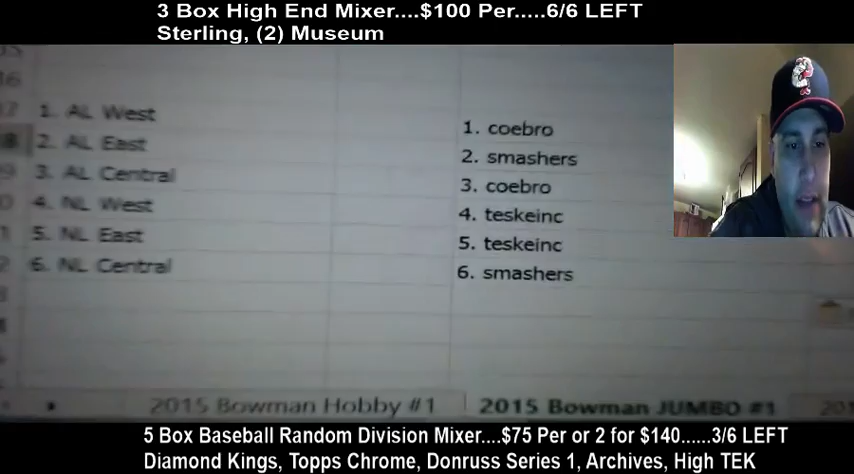 3 Box High End Mixer....$100 Per.....6/6 LEFT
Sterling, (2) Museum
16
1. AL West
2. AL East
3. AL Central
4. NL West
5. NL East
6. NL Central
1. coebro
2. smashers
3. coebro
4. teskeinc
5. teskeinc
6. smashers
2015 Bowman Hobby #1
2015 Bowman JUMBO #1
201
5 Box Baseball Random Division Mixer....$75 Per or 2 for $140......3/6 LEFT
Diamond Kings, Topps Chrome, Donruss Series 1, Archives, High TEK